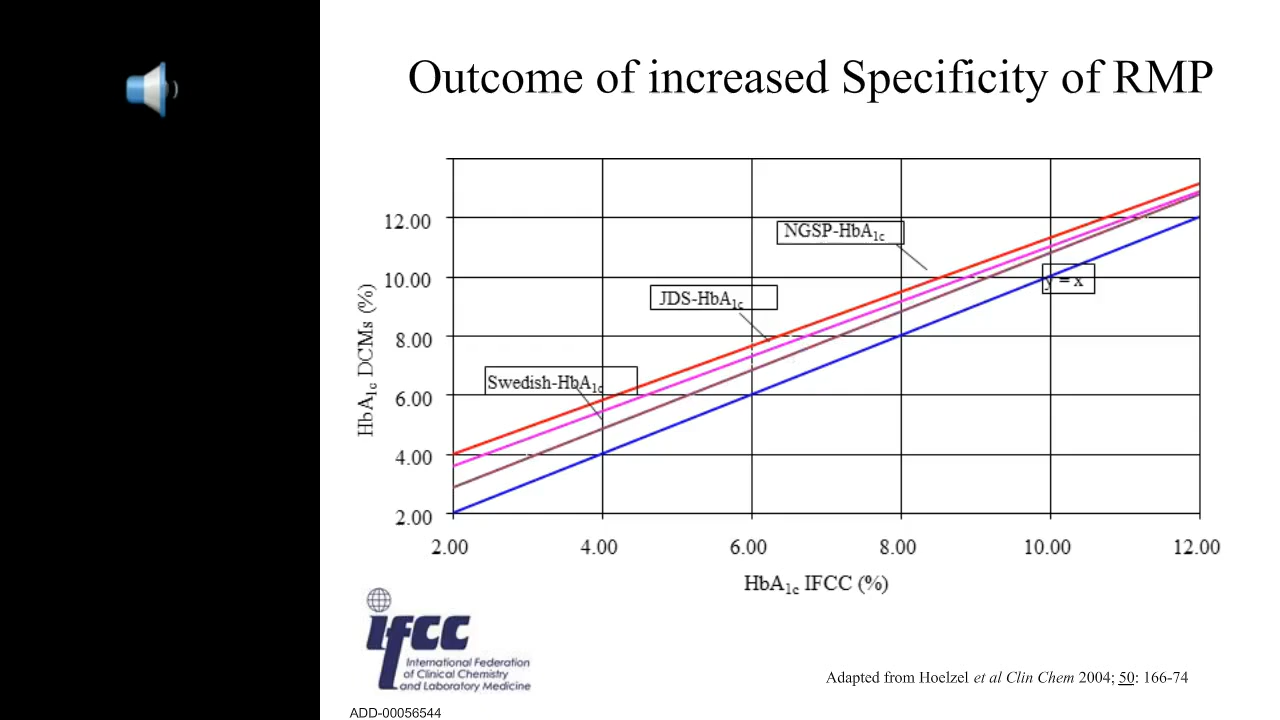 Outcome of increased Specificity of RMP
12.00
10.00
8.00
6.00
4.00
2.00
HbA1c DCMs (%)
NGSP-HbA1c
JDS-HbA1c
Swedish-HbA1c
y = x
2.00 4.00 6.00 8.00 10.00 12.00
HbA1c IFCC (%)
IFCC
International Federation
of Clinical Chemistry
and Laboratory Medicine
Adapted from Hoelzel et al Clin Chem 2004; 50: 166-74
ADD-00056544